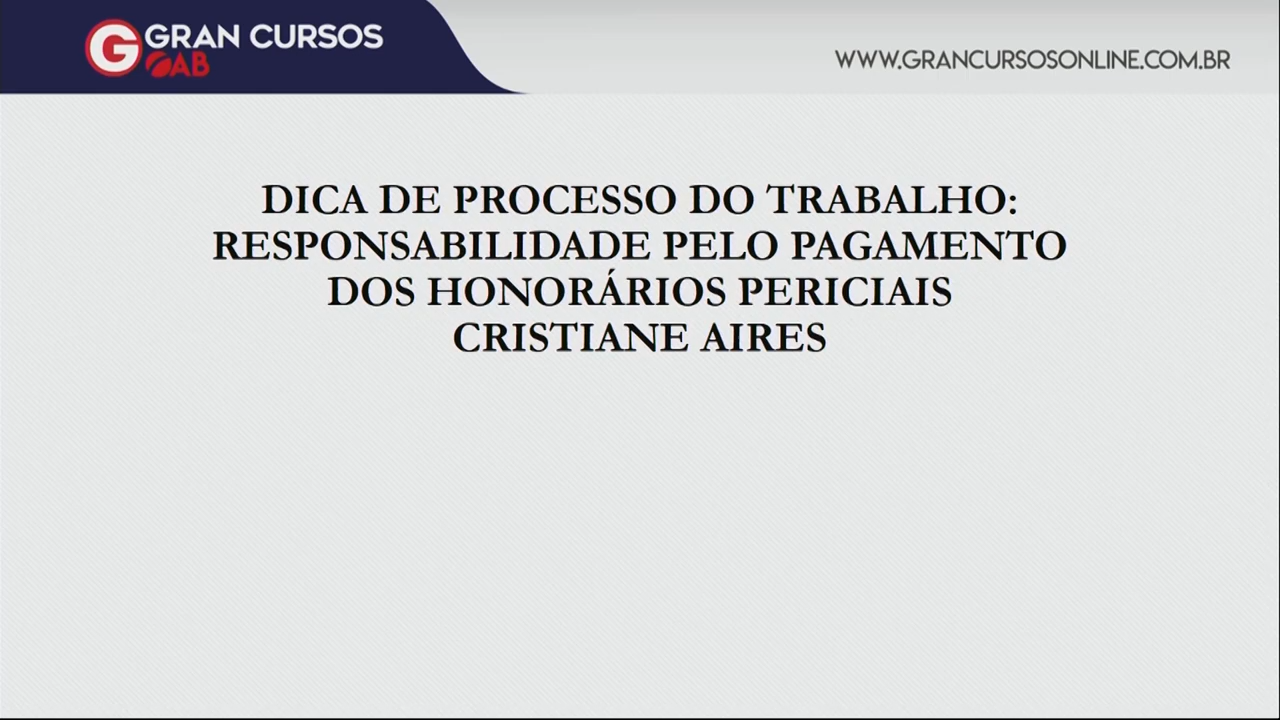 GRAN CURSOS
OAB
WWW.GRANCURSOSONLINE.COM.BR
DICA DE PROCESSO DO TRABALHO:
RESPONSABILIDADE PELO PAGAMENTO
DOS HONORÁRIOS PERICIAIS
CRISTIANE AIRES